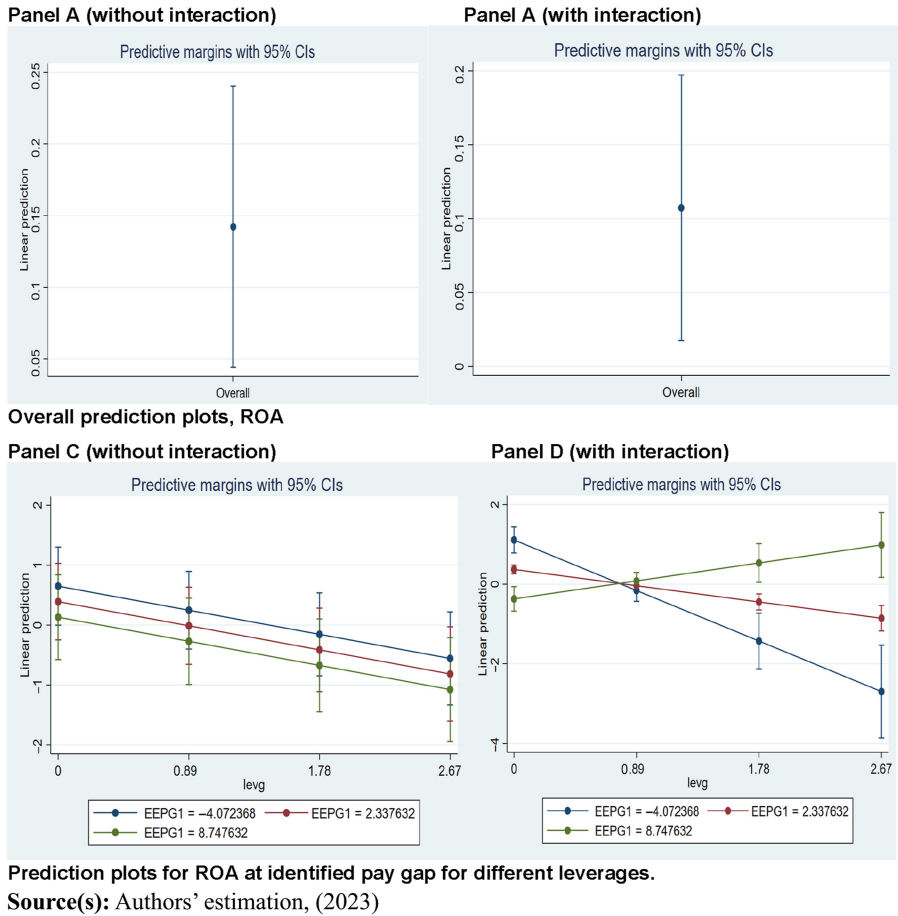 Panel A (without interaction)
Panel A (with interaction)
Predictive margins with 95% CIs
Linear prediction
0.25
0.2
0.15
0.1
0.05
Overall
Predictive margins with 95% CIs
Linear prediction
0.2
0.15
0.1
0.05
0
Overall
Overall prediction plots, ROA
Panel C (without interaction)
Panel D (with interaction)
Predictive margins with 95% CIs
Linear prediction
2
1
0
–1
–2
0 0.89 1.78 2.67
levg
EEPG1 = –4.072368 EEPG1 = 2.337632
EEPG1 = 8.747632
Predictive margins with 95% CIs
Linear prediction
2
0
–2
–4
0 0.89 1.78 2.67
levg
EEPG1 = –4.072368 EEPG1 = 2.337632
EEPG1 = 8.747632
Prediction plots for ROA at identified pay gap for different leverages.
Source(s): Authors’ estimation, (2023)